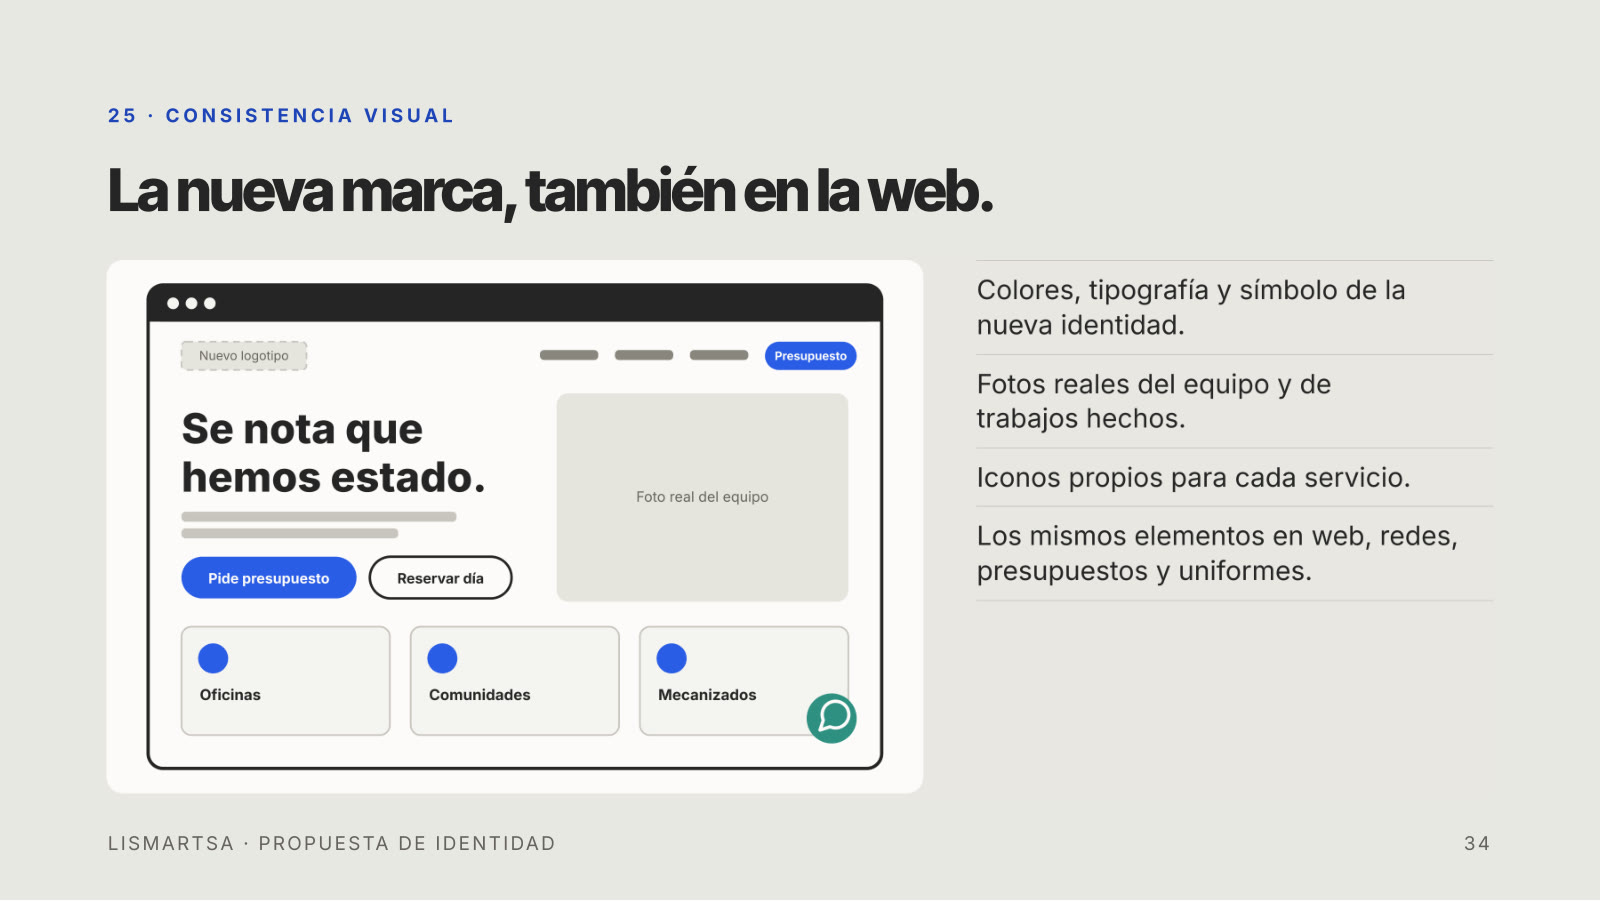 25 · CONSISTENCIA VISUAL
La nueva marca, también en la web.
Nuevo logotipo
Presupuesto
Se nota que
hemos estado.
Foto real del equipo
Pide presupuesto
Reservar día
Oficinas
Comunidades
Mecanizados
Colores, tipografía y símbolo de la
nueva identidad.
Fotos reales del equipo y de
trabajos hechos.
Iconos propios para cada servicio.
Los mismos elementos en web, redes,
presupuestos y uniformes.
LISMARTSA · PROPUESTA DE IDENTIDAD
34